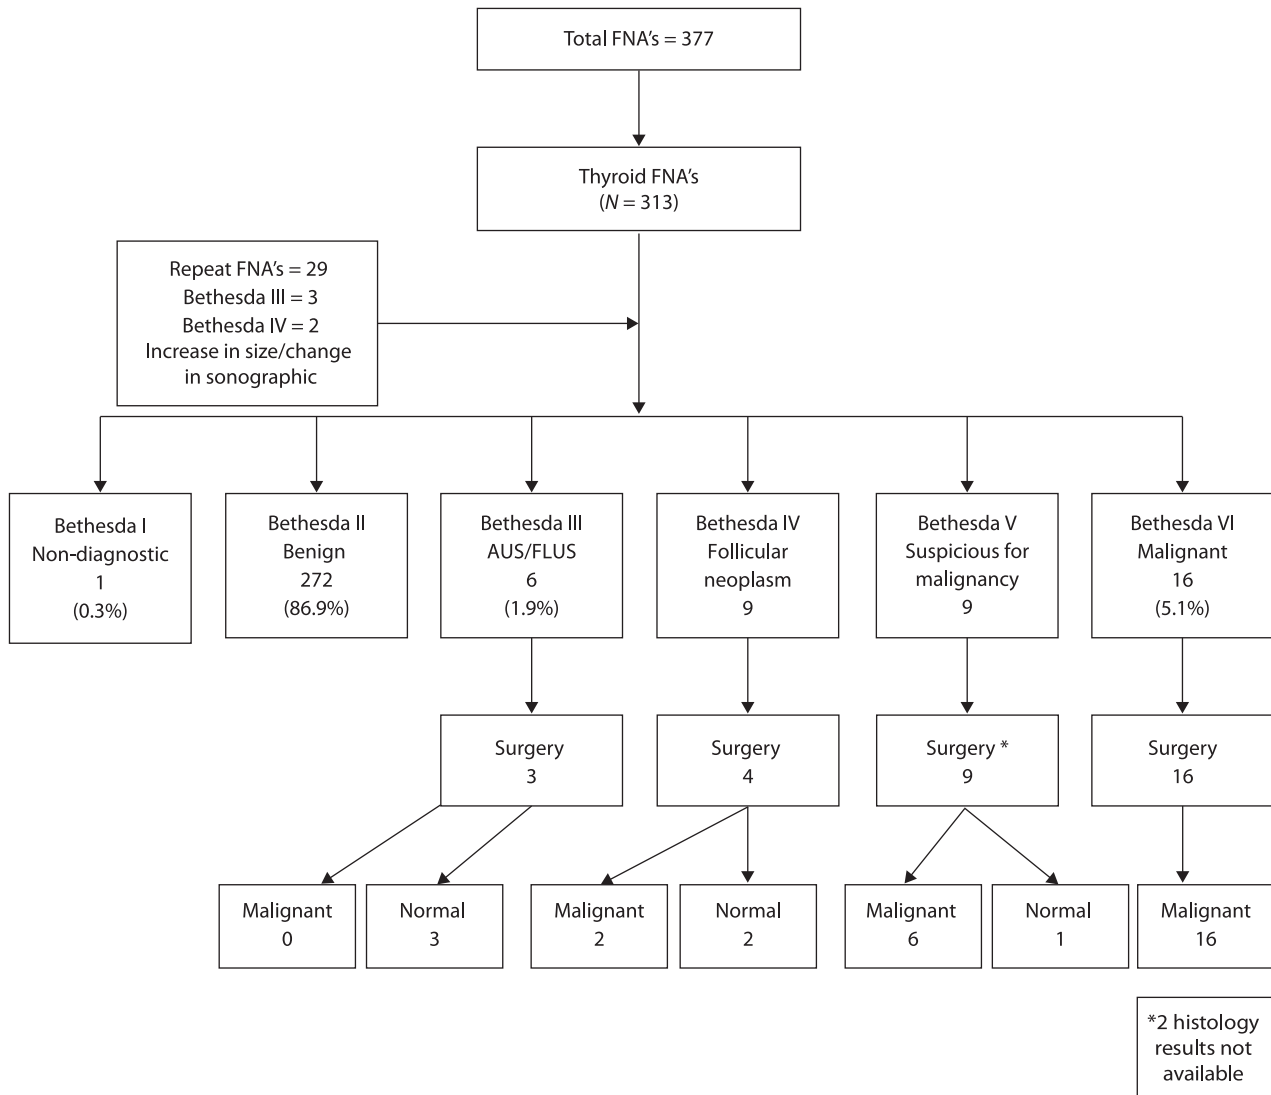 Total FNA’s = 377
Thyroid FNA’s
(N = 313)
Repeat FNA’s = 29
Bethesda III = 3
Bethesda IV = 2
Increase in size/change
in sonographic
Bethesda I
Non-diagnostic
1
(0.3%)
Bethesda II
Benign
272
(86.9%)
Bethesda III
AUS/FLUS
6
(1.9%)
Bethesda IV
Follicular
neoplasm
9
Bethesda V
Suspicious for
malignancy
9
Bethesda VI
Malignant
16
(5.1%)
Surgery
3
Surgery
4
Surgery *
9
Surgery
16
Malignant
0
Normal
3
Malignant
2
Normal
2
Malignant
6
Normal
1
Malignant
16
*2 histology
results not
available